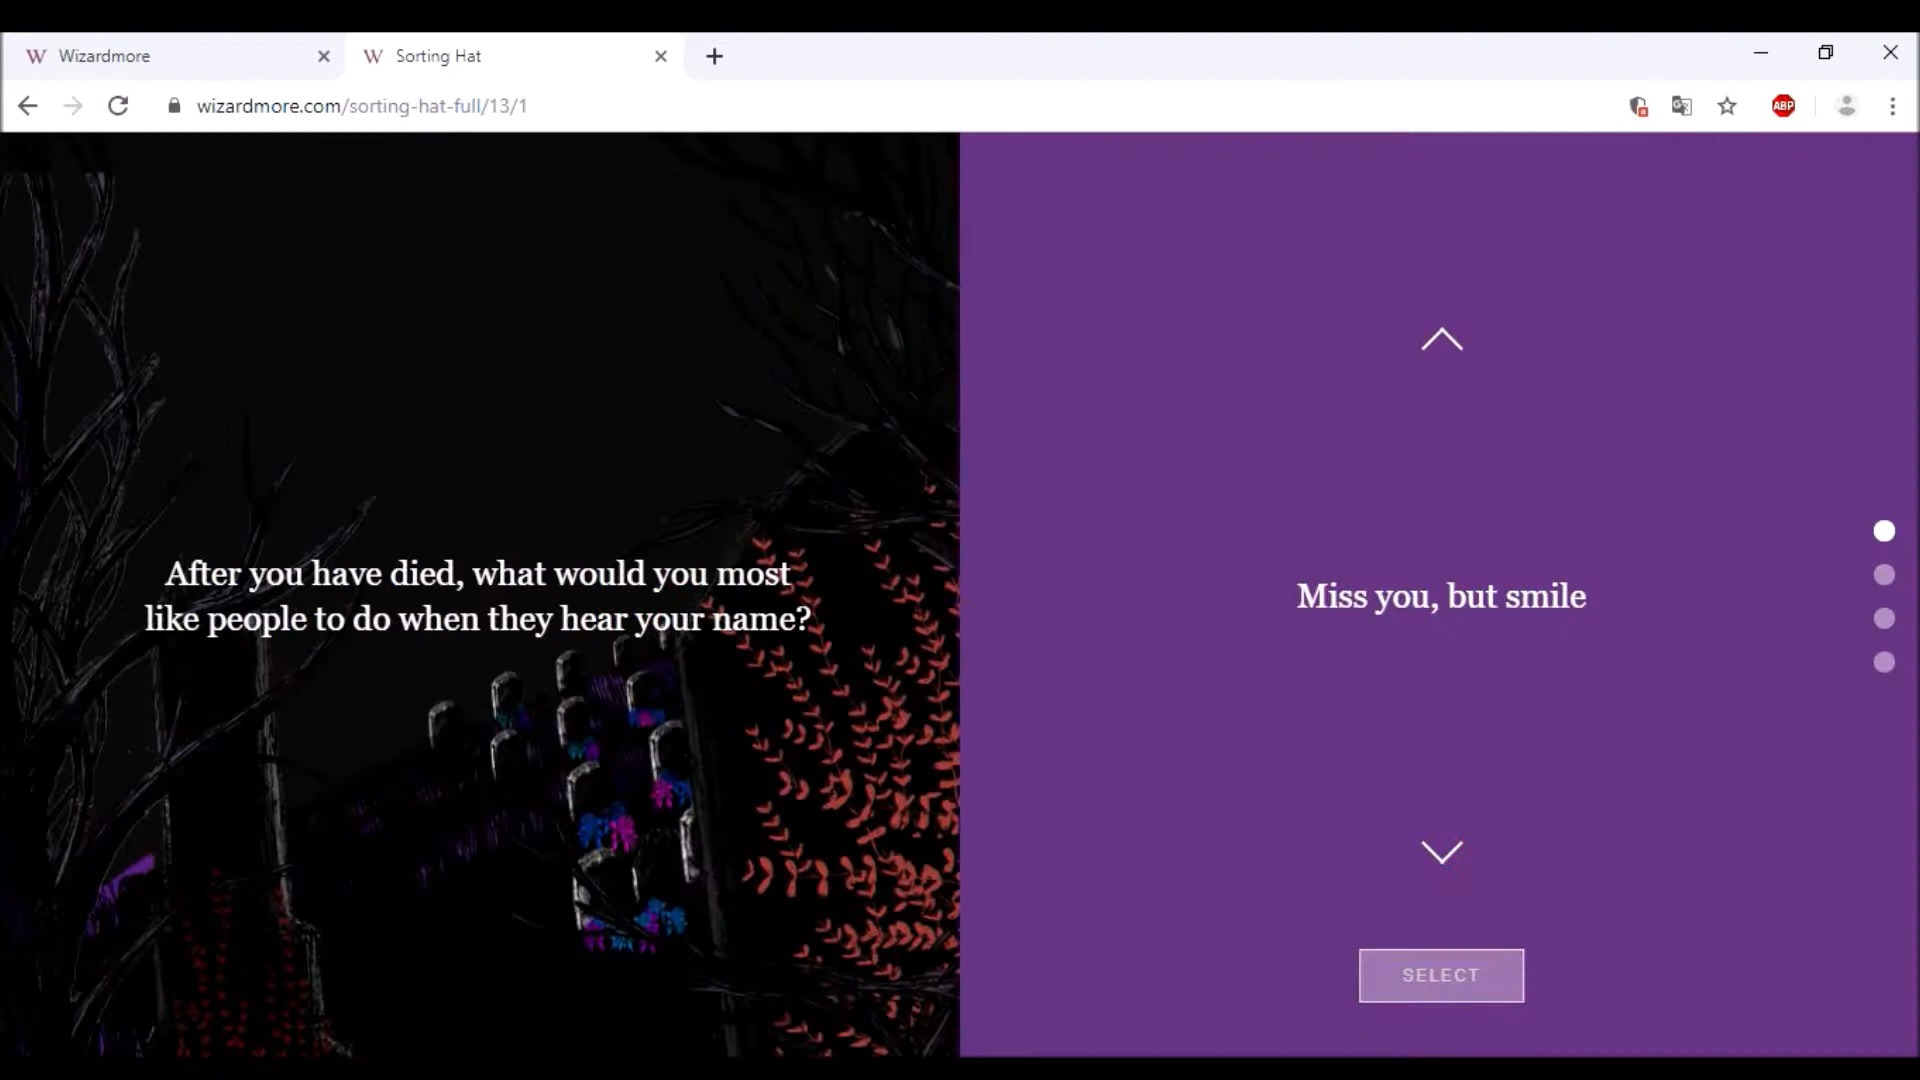 Wizardmore
Sorting Hat
wizardmore.com/sorting-hat-full/13/1
ABP
After you have died, what would you most
like people to do when they hear your name?
Miss you, but smile
SELECT